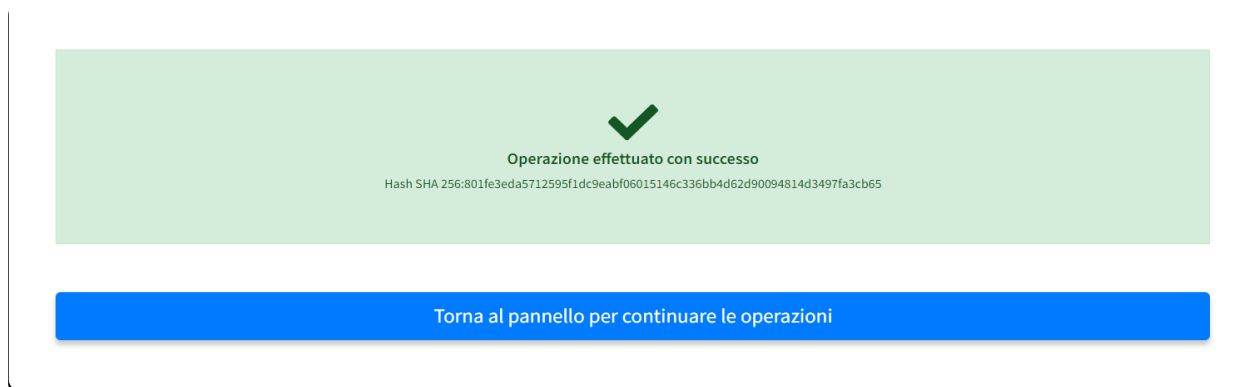 Operazione effettuato con successo
Hash SHA 256:801fe3eda5712595f1dc9eabf06015146c336bb4d62d90094814d3497fa3cb65
Torna al pannello per continuare le operazioni